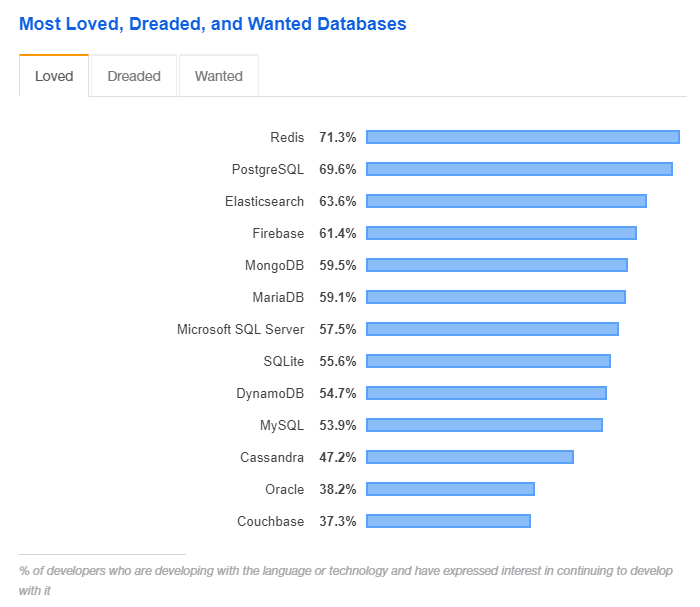 Most Loved, Dreaded, and Wanted Databases
Loved Dreaded Wanted
Redis 71.3%
PostgreSQL 69.6%
Elasticsearch 63.6%
Firebase 61.4%
MongoDB 59.5%
MariaDB 59.1%
Microsoft SQL Server 57.5%
SQLite 55.6%
DynamoDB 54.7%
MySQL 53.9%
Cassandra 47.2%
Oracle 38.2%
Couchbase 37.3%
% of developers who are developing with the language or technology and have expressed interest in continuing to develop
with it